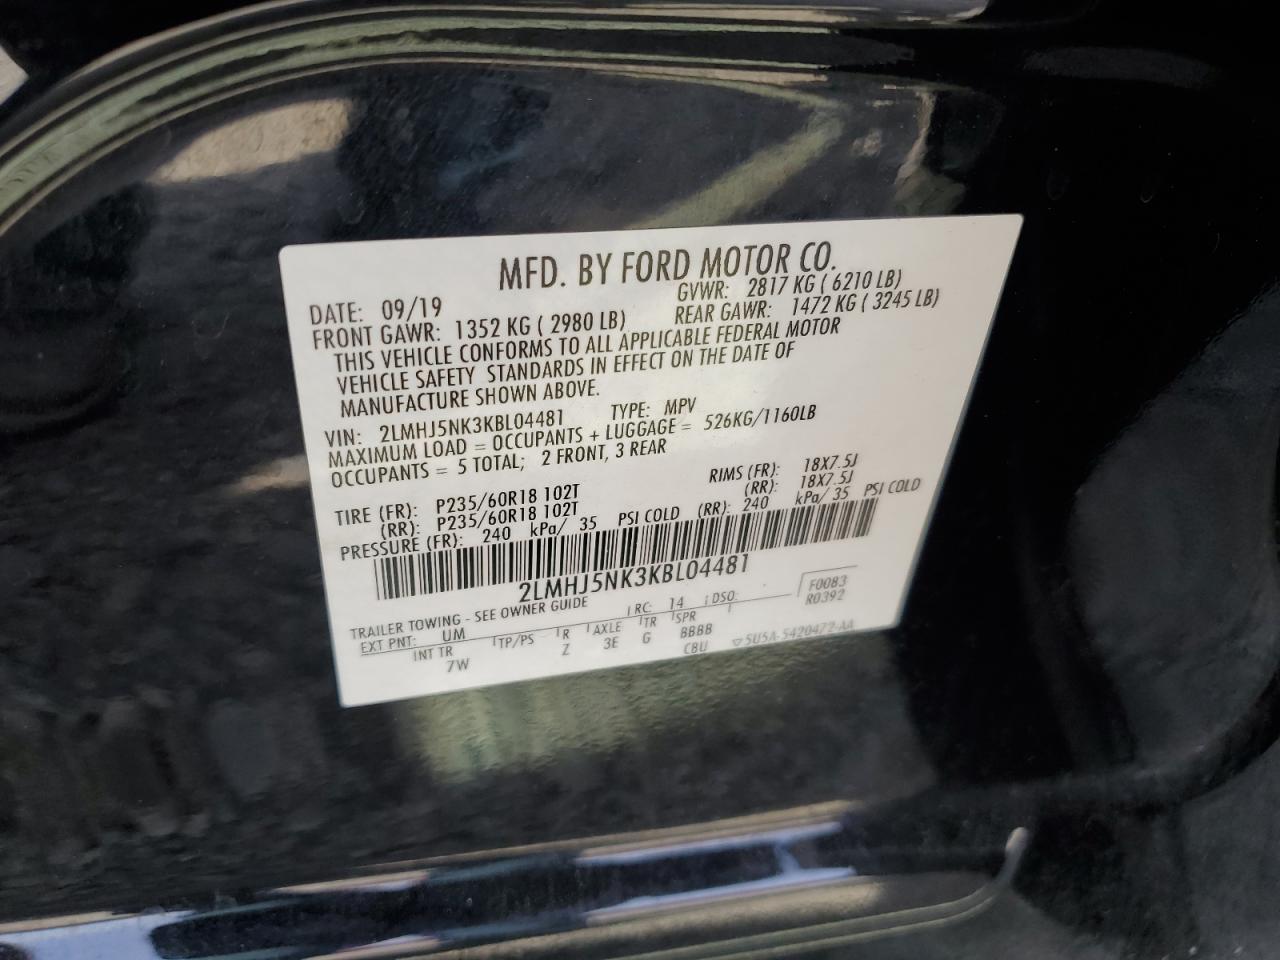 MFD. BY FORD MOTOR CO.
DATE: 09/19 GVWR: 2817 KG ( 6210 LB)
FRONT GAWR: 1352 KG ( 2980 LB) REAR GAWR: 1472 KG ( 3245 LB)
THIS VEHICLE CONFORMS TO ALL APPLICABLE FEDERAL MOTOR
VEHICLE SAFETY STANDARDS IN EFFECT ON THE DATE OF
MANUFACTURE SHOWN ABOVE.
VIN: 2LMHJ5NK3KBL04481 TYPE: MPV
MAXIMUM LOAD = OCCUPANTS + LUGGAGE = 526KG/1160LB
OCCUPANTS = 5 TOTAL; 2 FRONT, 3 REAR
TIRE (FR): P235/60R18 102T RIMS (FR): 18X7.5J
(RR): P235/60R18 102T (RR): 18X7.5J
PRESSURE (FR): 240 kPa/ 35 PSI COLD (RR): 240 kPa/ 35 PSI COLD
2LMHJ5NK3KBL04481
TRAILER TOWING - SEE OWNER GUIDE
EXT PNT: UM RC: 14 DSO: F0083
R0392
INT TR TP/PS R AXLE TR SPR
7W Z 3E G BBBB
CBU ▽5U5A-5420472-AA